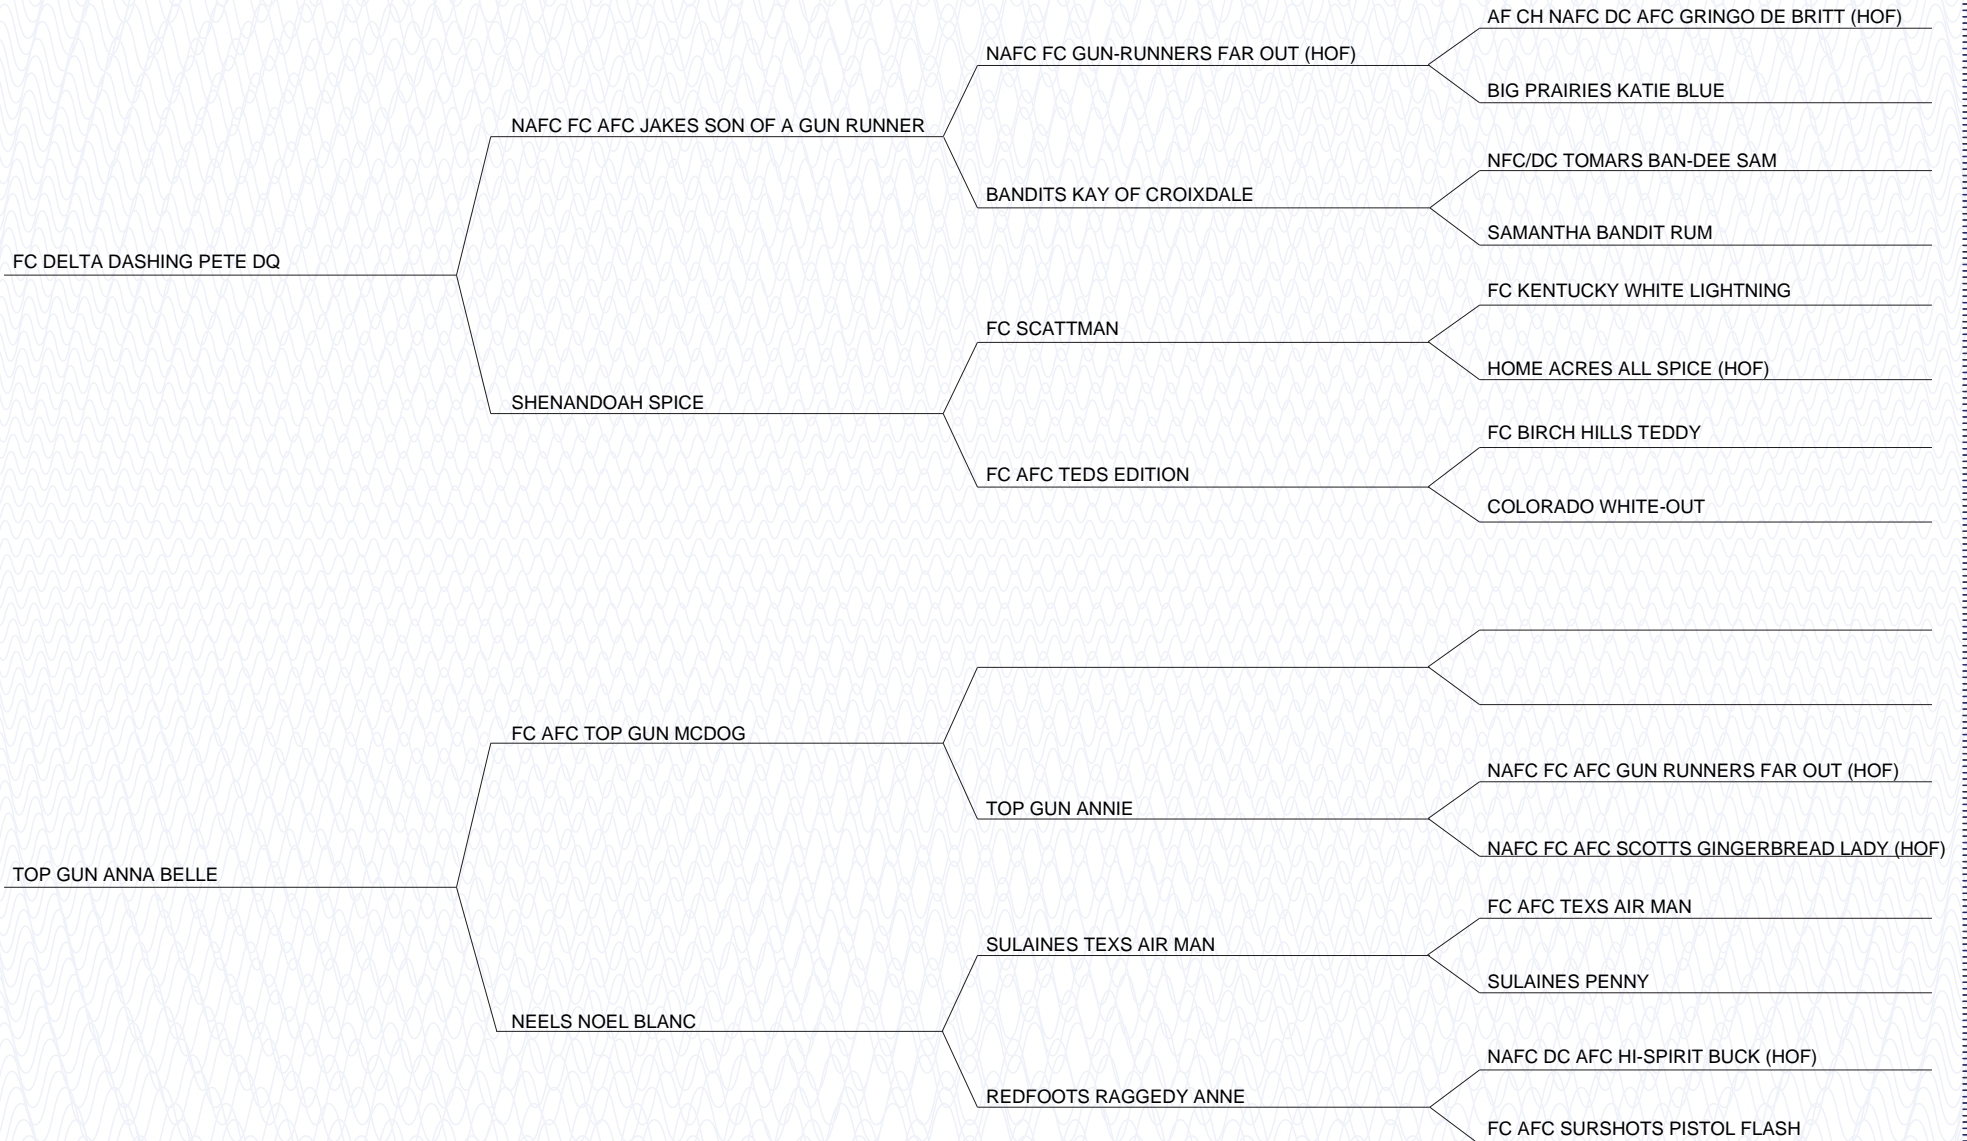 AF CH NAFC DC AFC GRINGO DE BRITT (HOF)
NAFC FC GUN-RUNNERS FAR OUT (HOF)
BIG PRAIRIES KATIE BLUE
NAFC FC AFC JAKES SON OF A GUN RUNNER
NFC/DC TOMARS BAN-DEE SAM
BANDITS KAY OF CROIXDALE
SAMANTHA BANDIT RUM
FC DELTA DASHING PETE DQ
FC KENTUCKY WHITE LIGHTNING
FC SCATTMAN
HOME ACRES ALL SPICE (HOF)
SHENANDOAH SPICE
FC BIRCH HILLS TEDDY
FC AFC TEDS EDITION
COLORADO WHITE-OUT
FC AFC TOP GUN MCDOG
NAFC FC AFC GUN RUNNERS FAR OUT (HOF)
TOP GUN ANNIE
NAFC FC AFC SCOTTS GINGERBREAD LADY (HOF)
TOP GUN ANNA BELLE
FC AFC TEXS AIR MAN
SULAINES TEXS AIR MAN
SULAINES PENNY
NEELS NOEL BLANC
NAFC DC AFC HI-SPIRIT BUCK (HOF)
REDFOOTS RAGGEDY ANNE
FC AFC SURSHOTS PISTOL FLASH